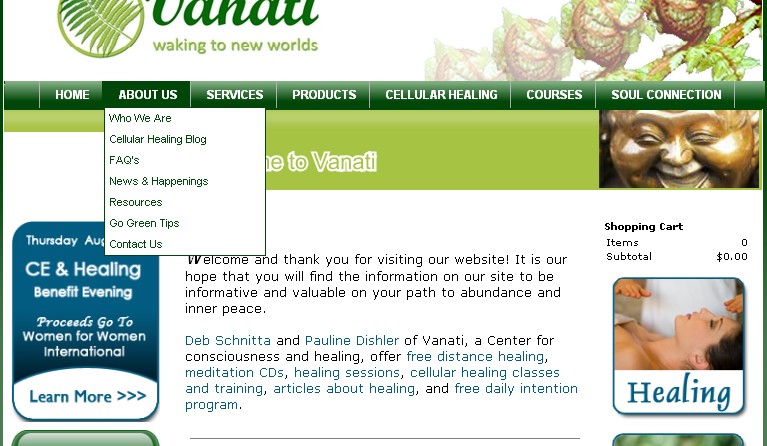 Vanati
waking to new worlds
HOME ABOUT US SERVICES PRODUCTS CELLULAR HEALING COURSES SOUL CONNECTION
Who We Are
Cellular Healing Blog
FAQ's
News & Happenings
Resources
Go Green Tips
Contact Us
to Vanati
Thursday
CE & Healing
Benefit Evening
Proceeds Go To
Women for Women
International
Learn More >>>
Welcome and thank you for visiting our website! It is our
hope that you will find the information on our site to be
informative and valuable on your path to abundance and
inner peace.
Deb Schnitta and Pauline Dishler of Vanati, a Center for
consciousness and healing, offer free distance healing,
meditation CDs, healing sessions, cellular healing classes
and training, articles about healing, and free daily intention
program.
Shopping Cart
Items 0
Subtotal $0.00
Healing